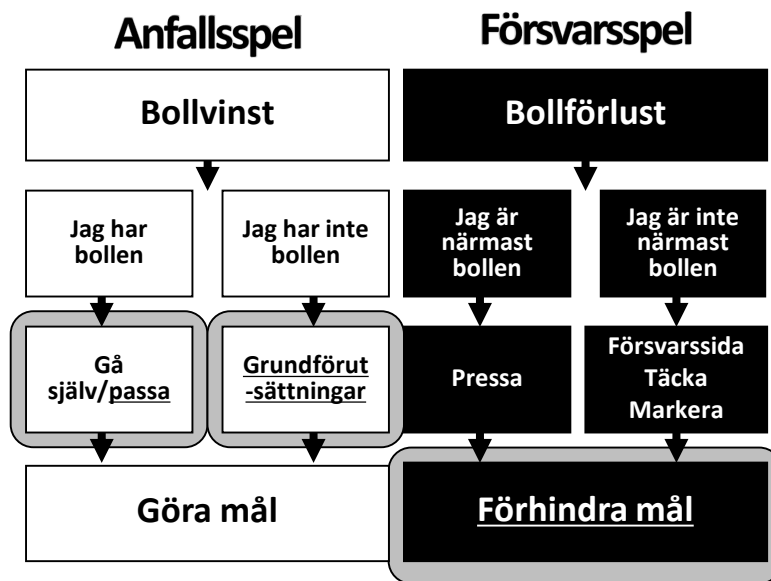 Anfallsspel
Försvarsspel
Bollvinst
Bollförlust
Jag har
bollen
Jag har inte
bollen
Jag är
närmast
bollen
Jag är inte
närmast
bollen
Gå
själv/passa
Grundförut
-sättningar
Pressa
Försvarssida
Täcka
Markera
Göra mål
Förhindra mål